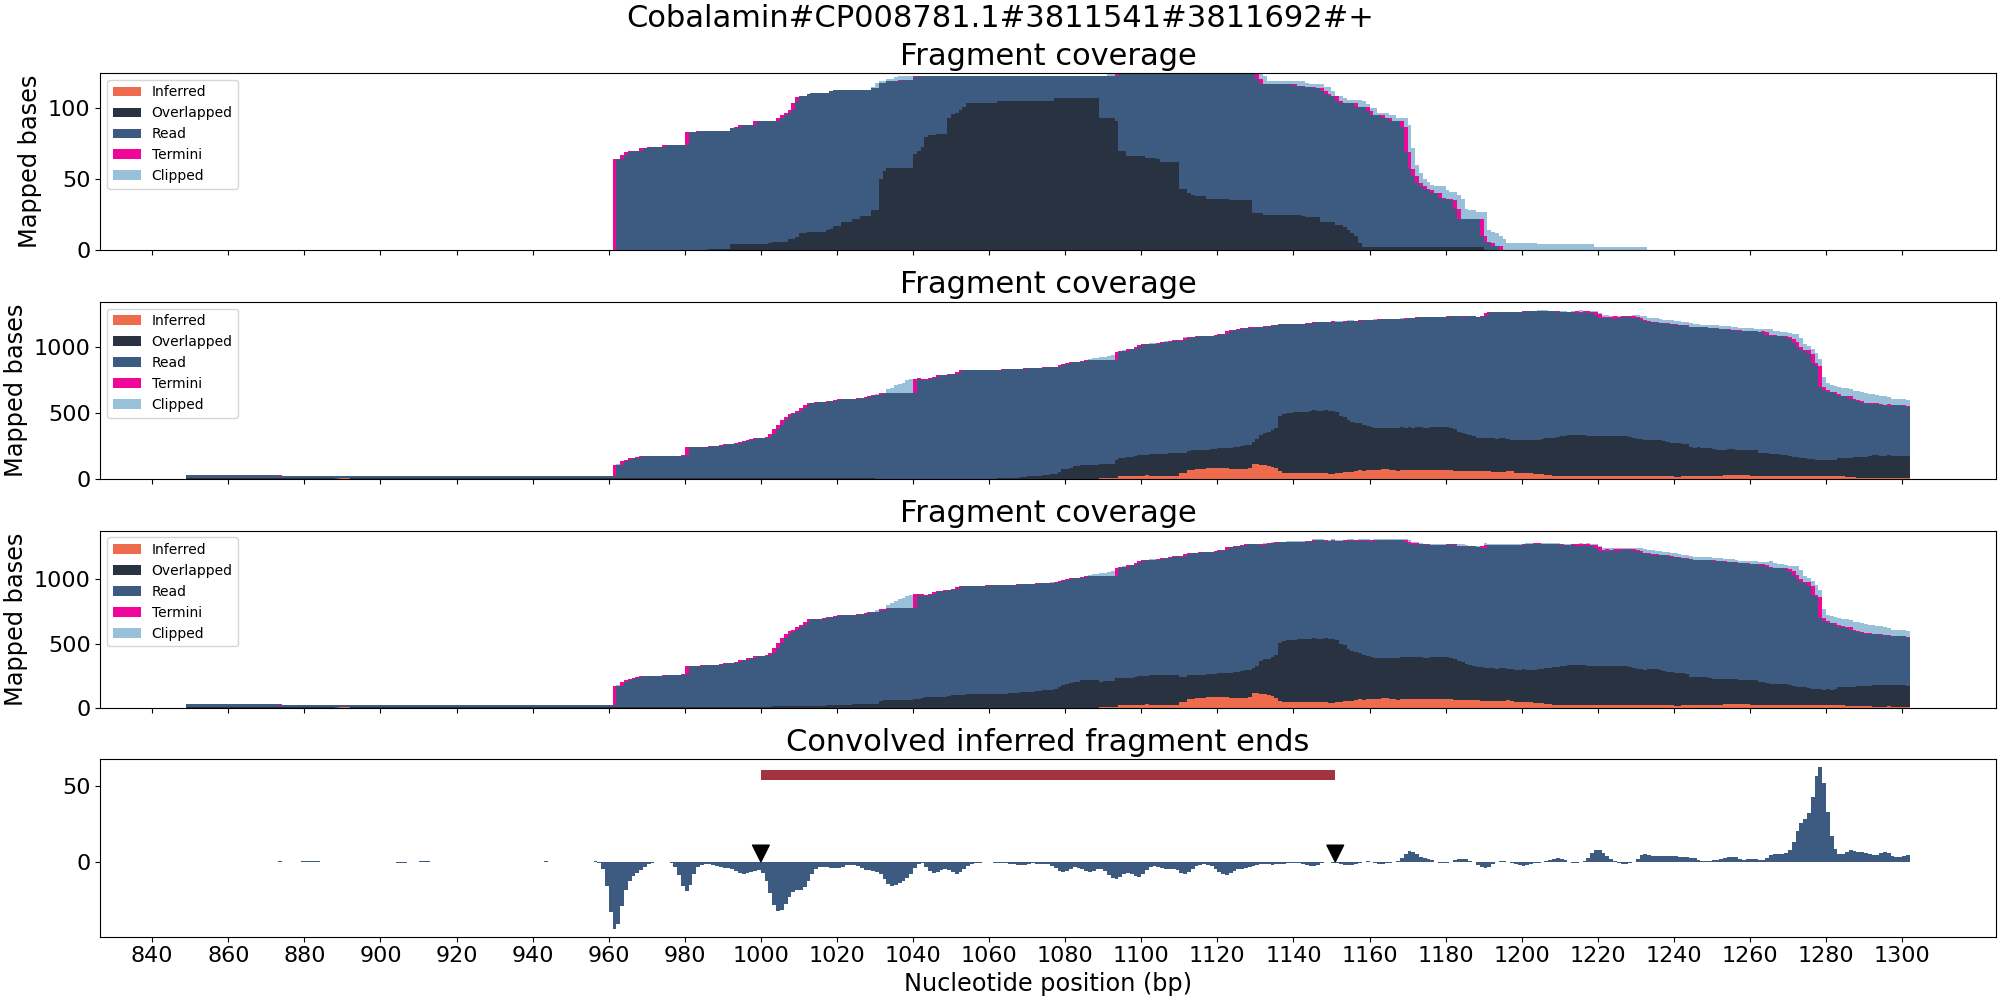 Cobalamin#CP008781.1#3811541#3811692#+
Fragment coverage
Mapped bases
100
50
0
Inferred
Overlapped
Read
Termini
Clipped
Fragment coverage
Mapped bases
1000
500
0
Inferred
Overlapped
Read
Termini
Clipped
Fragment coverage
Mapped bases
1000
500
0
Inferred
Overlapped
Read
Termini
Clipped
Convolved inferred fragment ends
50
0
840 860 880 900 920 940 960 980 1000 1020 1040 1060 1080 1100 1120 1140 1160 1180 1200 1220 1240 1260 1280 1300
Nucleotide position (bp)